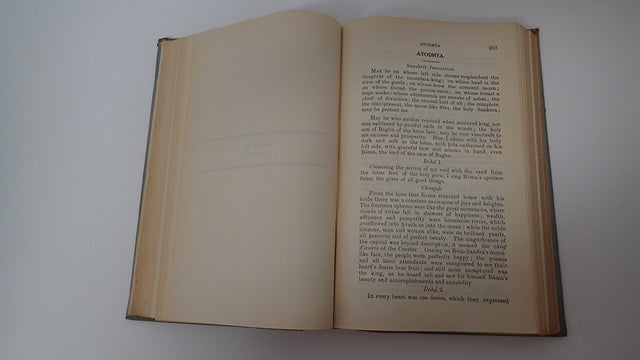 AYODHYA
213
AYODHYA.
Sanskrit Invocation.
MAY he on whose left side shines resplendent the
daughter of the mountain-king; on whose head is the
river of the gods; on whose brow the crescent moon;
on whose throat the poison-stain; on whose breast a
huge snake; whose adornments are streaks of ashes; the
chief of divinities, the eternal lord of all; the complete,
the omnipresent, the moon-like Siva, the holy Sankara;
may he protect me.
May he who neither rejoiced when anointed king, nor
was saddened by painful exile in the woods; the holy
son of Raghu of the lotus face; may he ever vouchsafe to
me success and prosperity. Him I adore, with his body
dark and soft as the lotus, with Sita enthroned on his
left side, with graceful bow and arrows in hand, even
Ráma, the lord of the race of Raghu.
Dohá 1.
Cleansing the mirror of my soul with the sand from
the lotus feet of the holy guru, I sing Ráma's spotless
fame, the giver of all good things.
Chaupái
From the time that Ráma returned home with his
bride there was a constant succession of joys and delights.
The fourteen spheres were like the great mountains, where
clouds of virtue fall in showers of happiness; wealth,
affluence and prosperity were bounteous rivers, which
overflowed into Avadh as into the ocean; while the noble
citizens, men and women alike, were its brilliant pearls,
all precious and of perfect beauty. The magnificence of
the capital was beyond description, it seemed the chef
d'œuvre of the Creator. Gazing on Rámchandra's moon-
like face, the people were perfectly happy; the queens
and all their attendants were enraptured to see their
heart's desire bear fruit; and still more enraptured was
the king, as he heard tell and saw for himself Ráma's
beauty and accomplishments and amiability.
Dohá 2.
In every heart was one desire, which they expressed